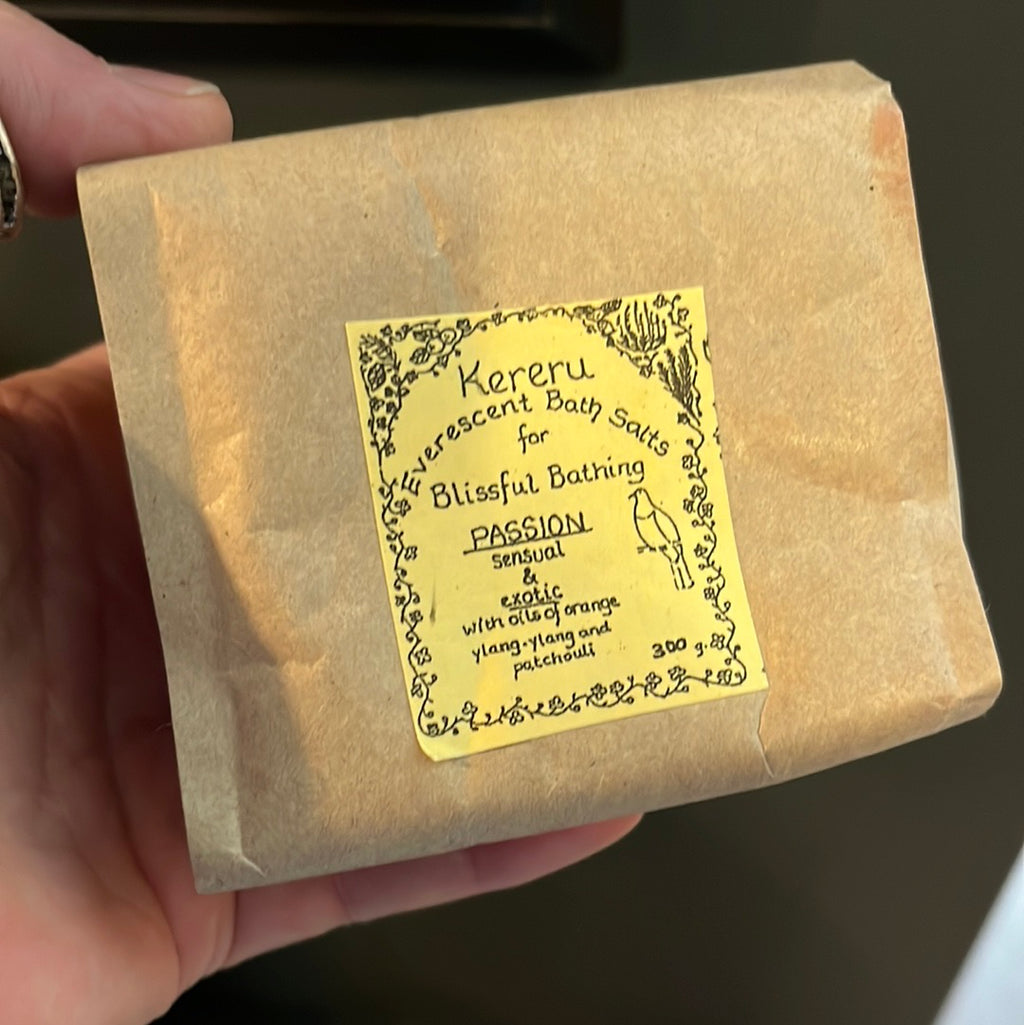 Kereru
Everescent Bath Salts
for
Blissful Bathing
PASSION
sensual
&
exotic
with oils of orange
ylang-ylang and
patchouli
300 g.